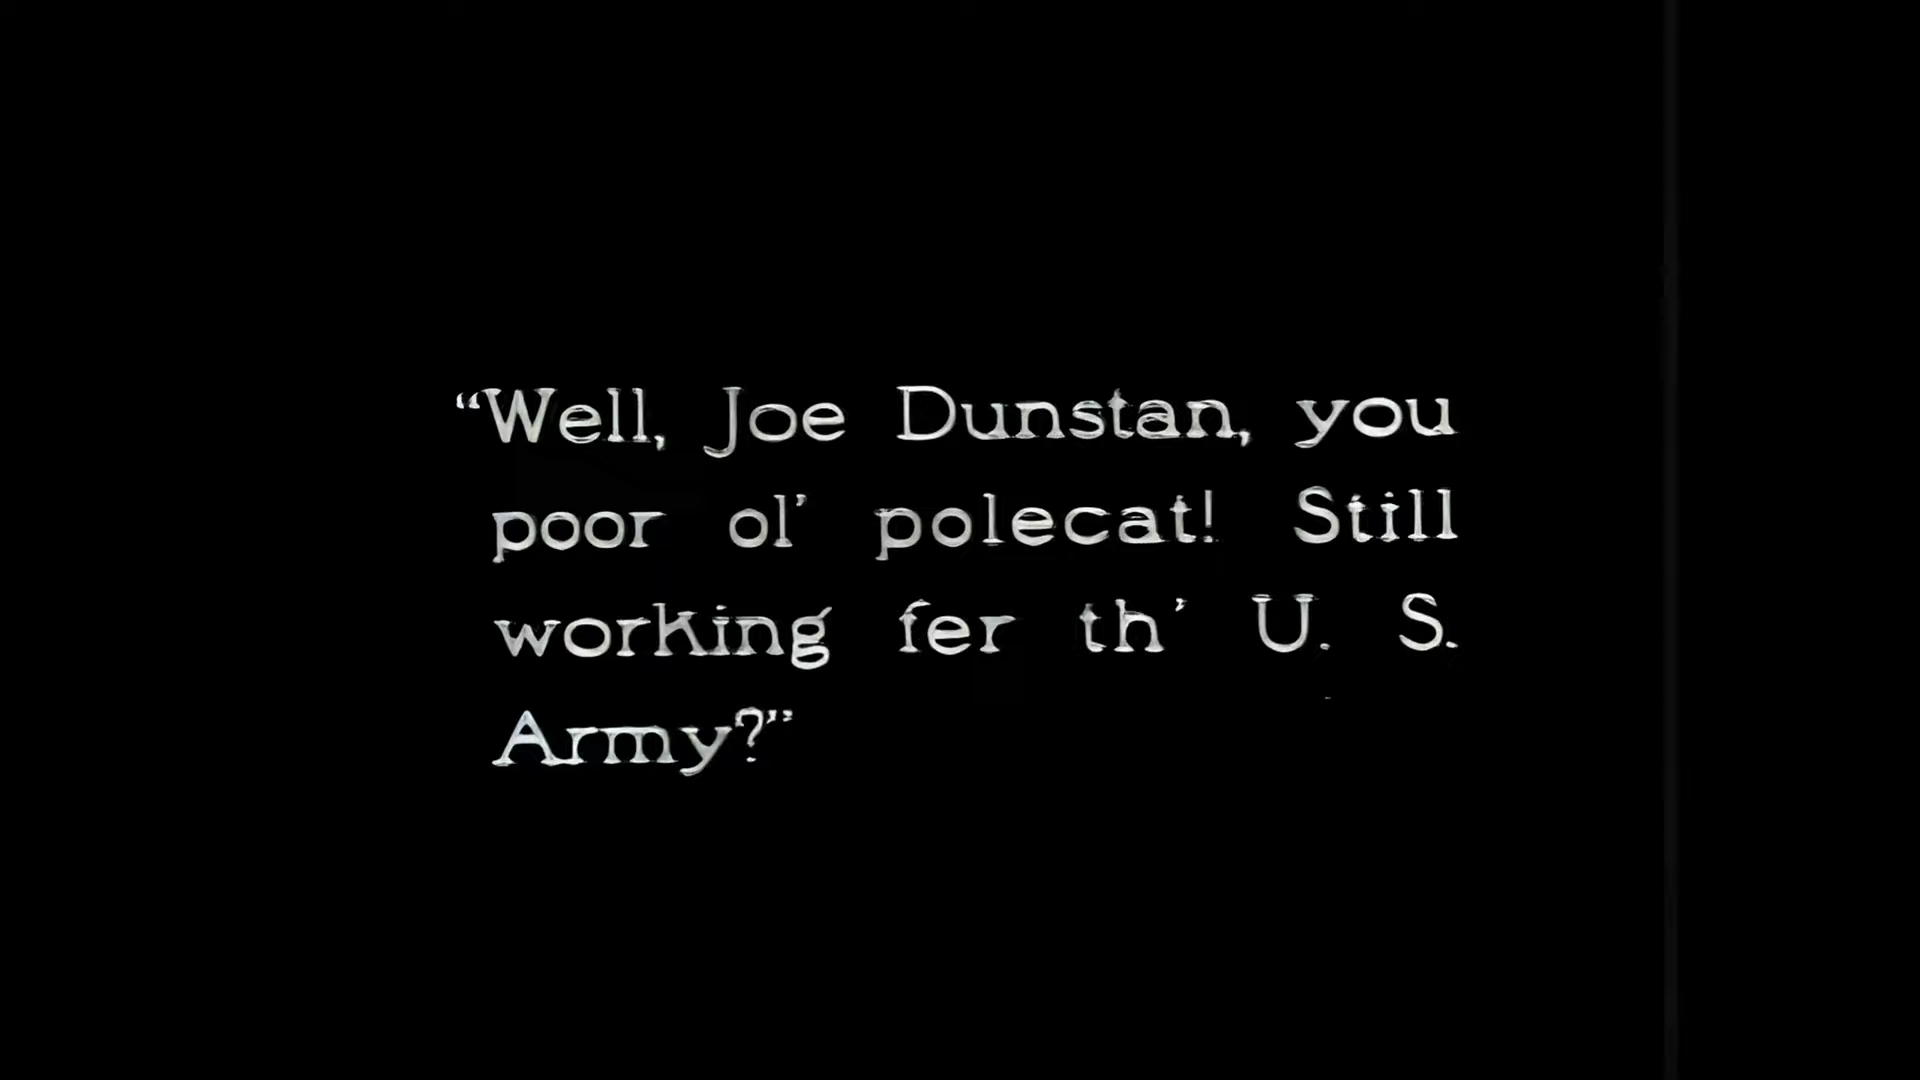 “Well, Joe Dunstan, you
poor ol’ polecat! Still
working fer th’ U. S.
Army?”